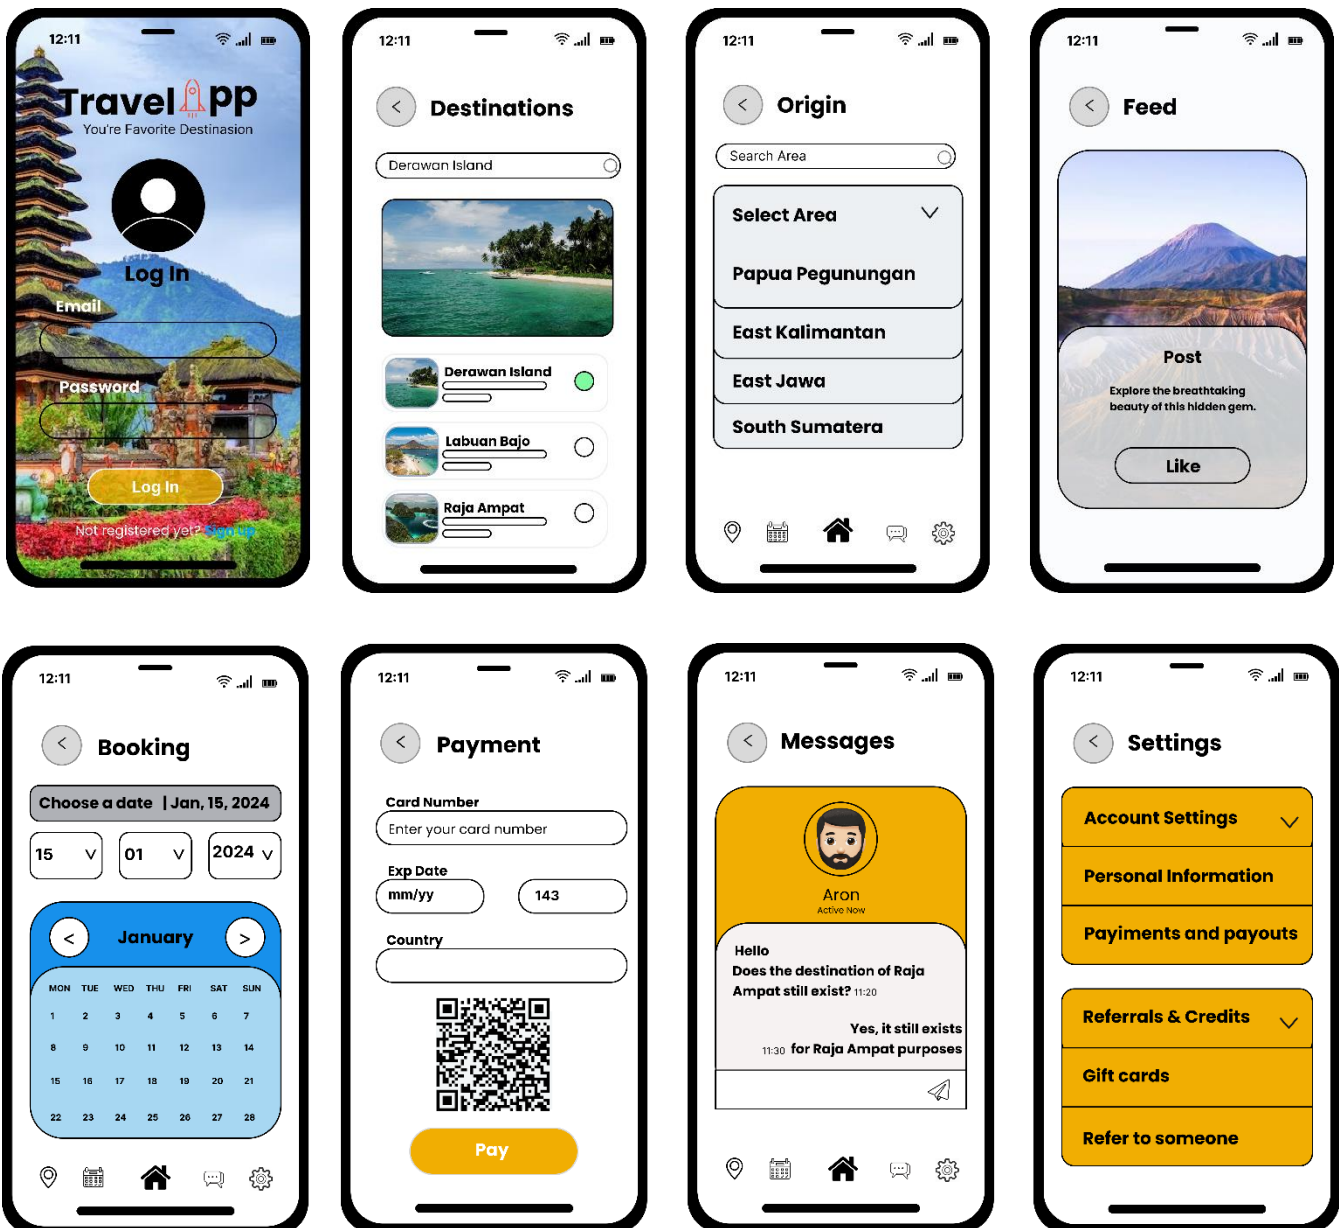 12:11
Travel pp
You're Favorite Destinasion
Log In
Email
Password
Log In
Not registered yet? Sign up
12:11
Destinations
Derawan Island
Derawan Island
Labuan Bajo
Raja Ampat
12:11
Origin
Search Area
Select Area
Papua Pegunungan
East Kalimantan
East Jawa
South Sumatera
12:11
Feed
Post
Explore the breathtaking
beauty of this hidden gem.
Like
12:11
Booking
Choose a date | Jan, 15, 2024
15 01 2024
< January >
MON TUE WED THU FRI SAT SUN
1 2 3 4 5 6 7
8 9 10 11 12 13 14
15 16 17 18 19 20 21
22 23 24 25 26 27 28
12:11
Payment
Card Number
Enter your card number
Exp Date
mm/yy 143
Country
Pay
12:11
Messages
Aron
Active Now
Hello
Does the destination of Raja
Ampat still exist? 11:20
Yes, it still exists
11:30 for Raja Ampat purposes
12:11
Settings
Account Settings
Personal Information
Payiments and payouts
Referrals & Credits
Gift cards
Refer to someone